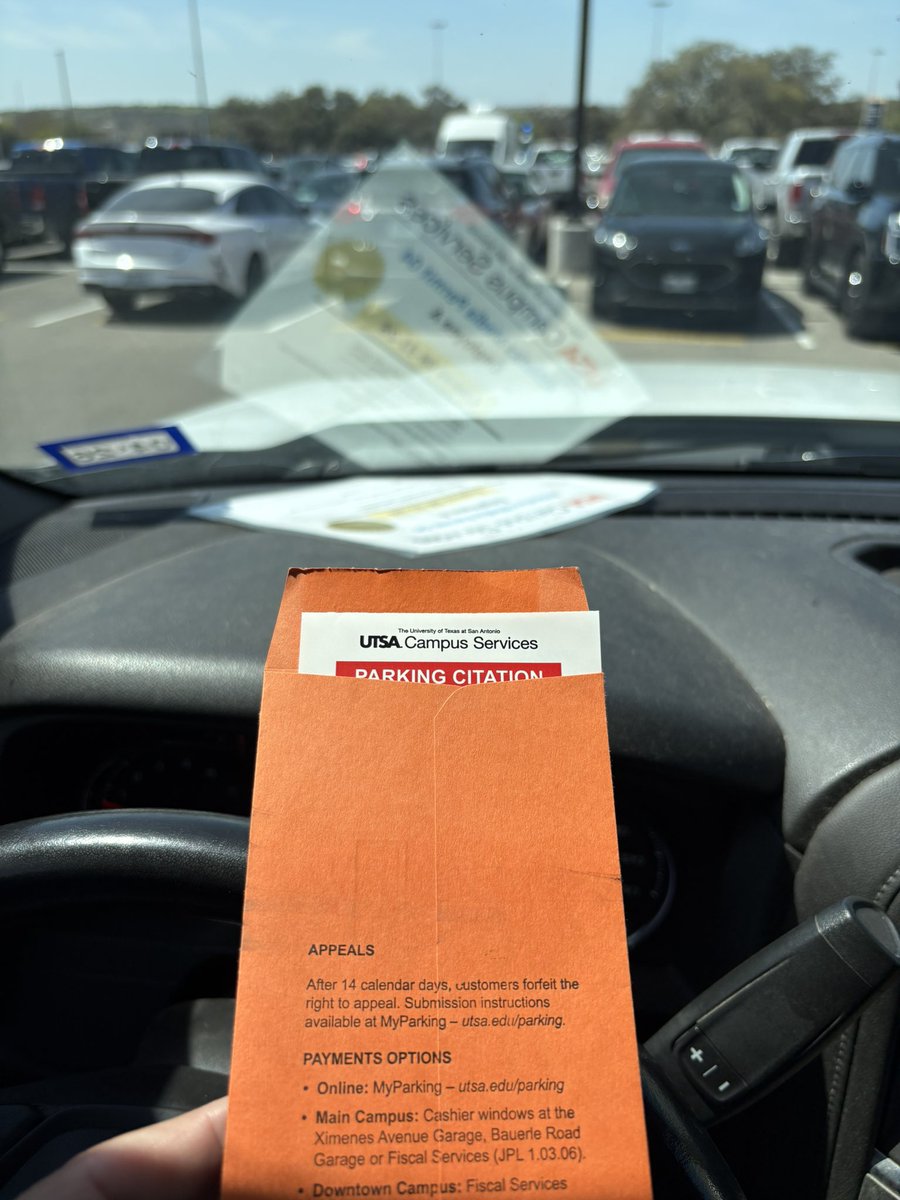 The University of Texas at San Antonio
UTSA. Campus Services
PARKING CITATION
APPEALS
After 14 calendar days, customers forfeit the
right to appeal. Submission instructions
available at MyParking – utsa.edu/parking.
PAYMENTS OPTIONS
• Online: MyParking – utsa.edu/parking
• Main Campus: Cashier windows at the
Ximenes Avenue Garage, Bauerle Road
Garage or Fiscal Services (JPL 1.03.06).
• Downtown Campus: Fiscal Services
+
–